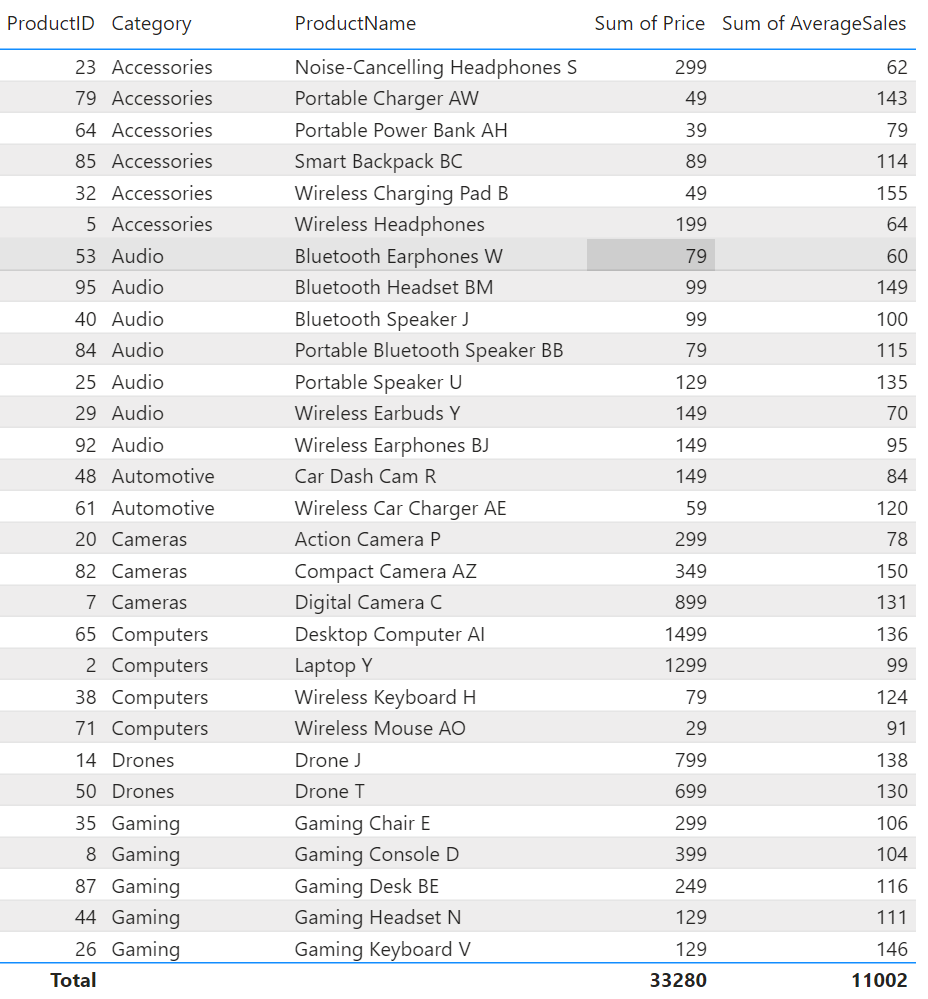 ProductID Category ProductName Sum of Price Sum of AverageSales
23 Accessories Noise-Cancelling Headphones S 299 62
79 Accessories Portable Charger AW 49 143
64 Accessories Portable Power Bank AH 39 79
85 Accessories Smart Backpack BC 89 114
32 Accessories Wireless Charging Pad B 49 155
5 Accessories Wireless Headphones 199 64
53 Audio Bluetooth Earphones W 79 60
95 Audio Bluetooth Headset BM 99 149
40 Audio Bluetooth Speaker J 99 100
84 Audio Portable Bluetooth Speaker BB 79 115
25 Audio Portable Speaker U 129 135
29 Audio Wireless Earbuds Y 149 70
92 Audio Wireless Earphones BJ 149 95
48 Automotive Car Dash Cam R 149 84
61 Automotive Wireless Car Charger AE 59 120
20 Cameras Action Camera P 299 78
82 Cameras Compact Camera AZ 349 150
7 Cameras Digital Camera C 899 131
65 Computers Desktop Computer AI 1499 136
2 Computers Laptop Y 1299 99
38 Computers Wireless Keyboard H 79 124
71 Computers Wireless Mouse AO 29 91
14 Drones Drone J 799 138
50 Drones Drone T 699 130
35 Gaming Gaming Chair E 299 106
8 Gaming Gaming Console D 399 104
87 Gaming Gaming Desk BE 249 116
44 Gaming Gaming Headset N 129 111
26 Gaming Gaming Keyboard V 129 146
Total 33280 11002